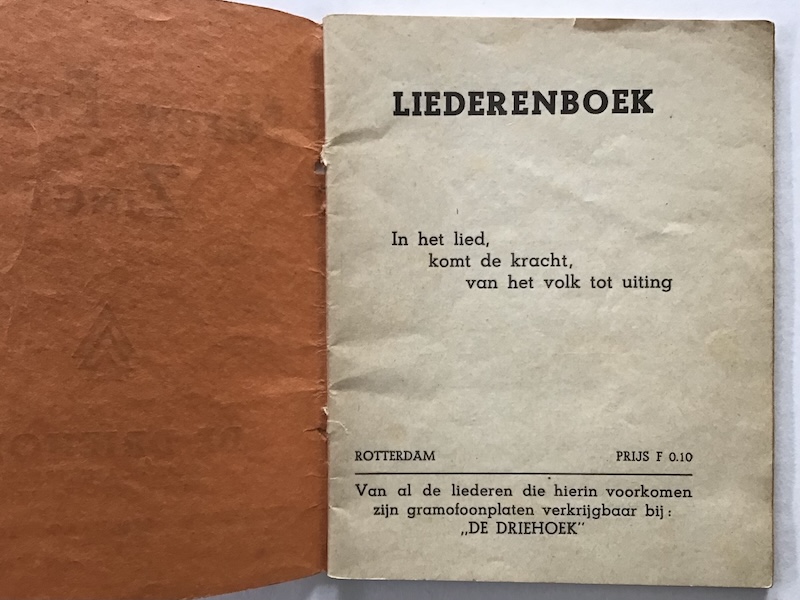 LIEDERENBOEK
In het lied,
komt de kracht,
van het volk tot uiting
ROTTERDAM PRIJS F 0.10
Van al de liederen die hierin voorkomen
zijn gramofoonplaten verkrijgbaar bij:
„DE DRIEHOEK"